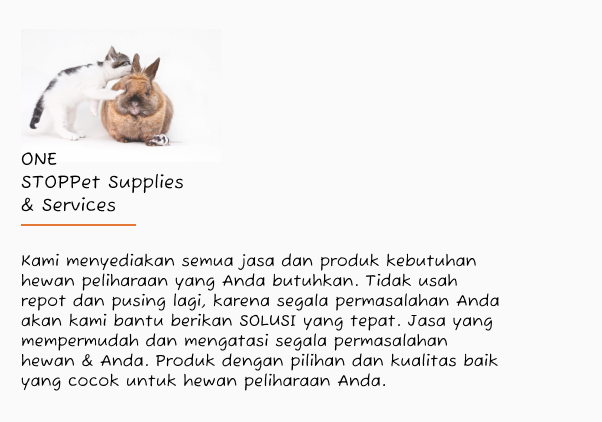 ONE
STOPPet Supplies
& Services
Kami menyediakan semua jasa dan produk kebutuhan
hewan peliharaan yang Anda butuhkan. Tidak usah
repot dan pusing lagi, karena segala permasalahan Anda
akan kami bantu berikan SOLUSI yang tepat. Jasa yang
mempermudah dan mengatasi segala permasalahan
hewan & Anda. Produk dengan pilihan dan kualitas baik
yang cocok untuk hewan peliharaan Anda.